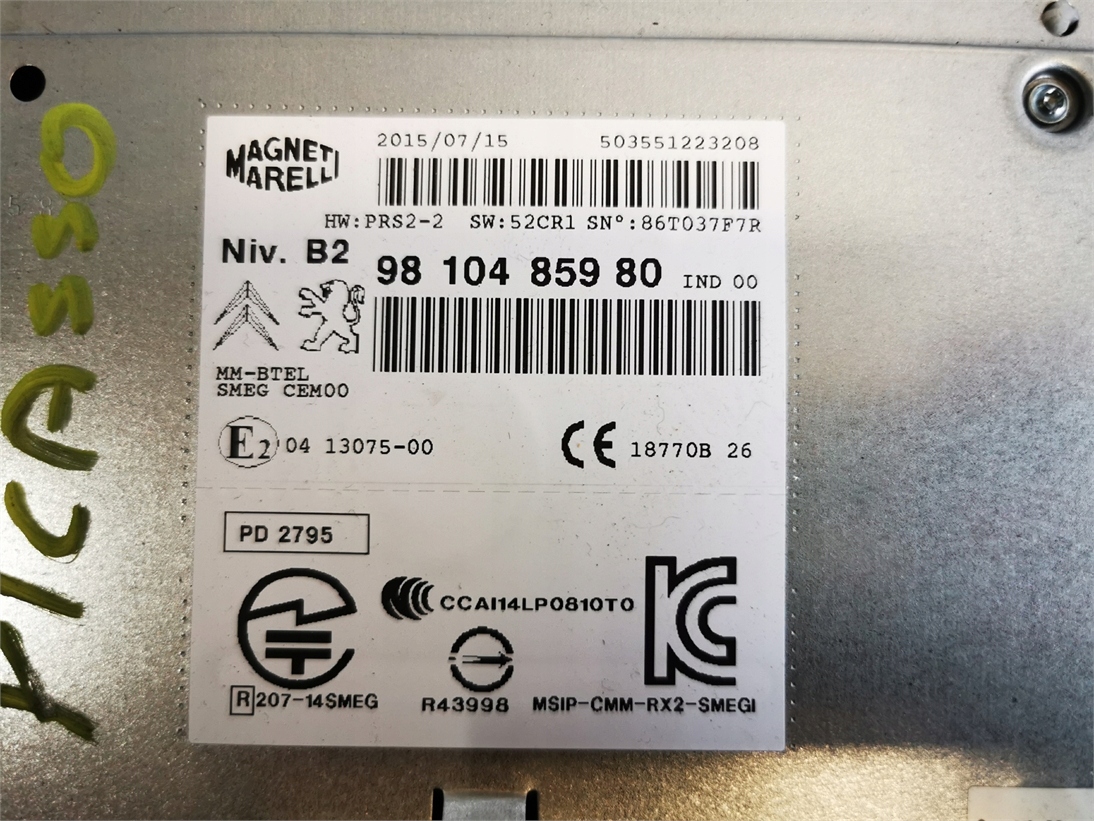 2015/07/15 503551223208
MAGNETI
MARELLI
HW:PRS2-2 SW:52CR1 SN°:86T037F7R
Niv. B2
98 104 859 80 IND 00
MM-BTEL
SMEG CEM00
E2 04 13075-00
CE 18770B 26
PD 2795
CCAI14LP0810T0
R 207-14SMEG
R43998
MSIP-CMM-RX2-SMEGI
PICASSO